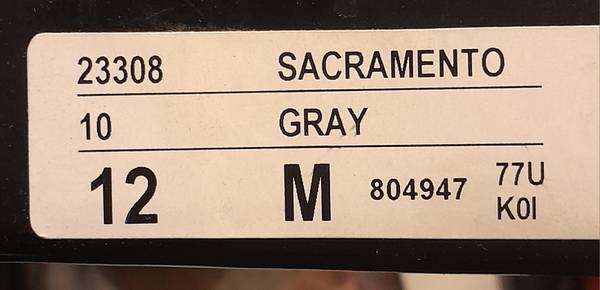 23308 SACRAMENTO
10 GRAY
12 M 804947 77U
K0I